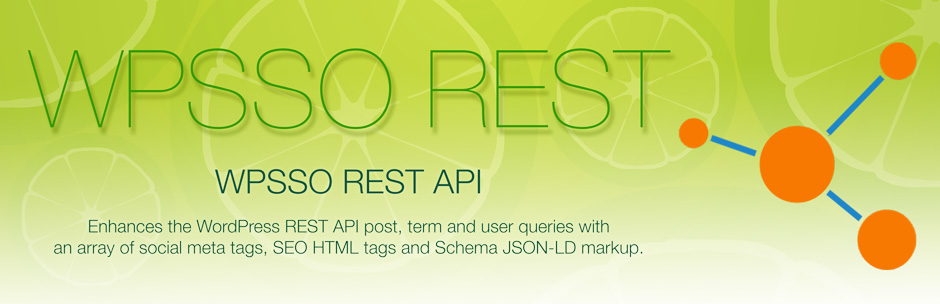 WPSSO REST
WPSSO REST API
Enhances the WordPress REST API post, term and user queries with
an array of social meta tags, SEO HTML tags and Schema JSON-LD markup.